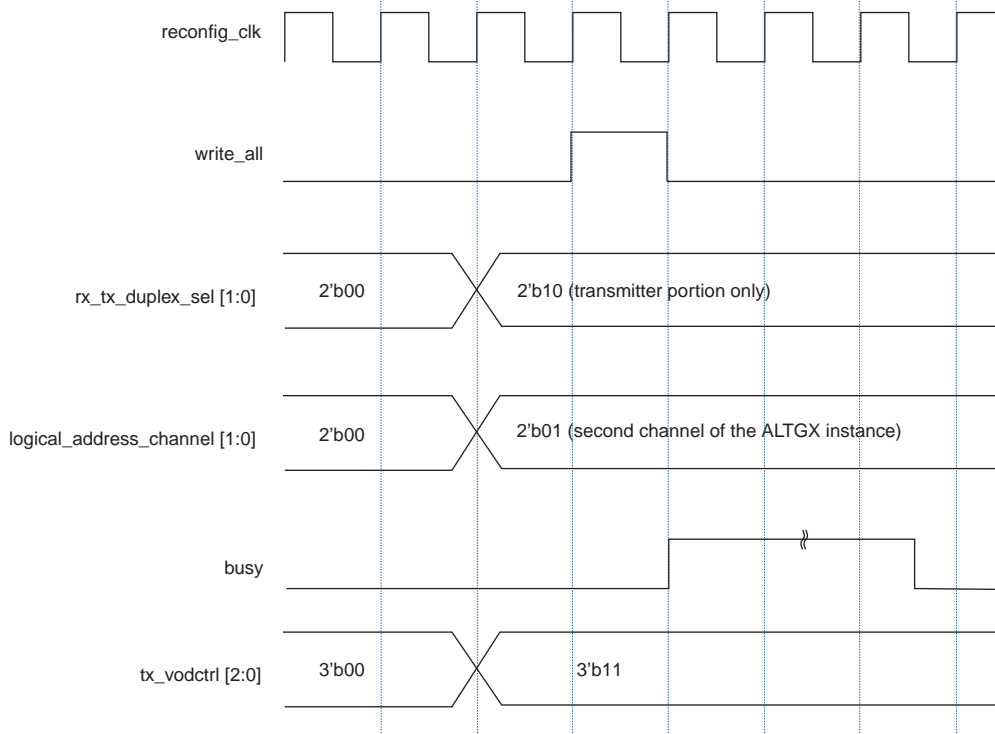 reconfig_clk
write_all
rx_tx_duplex_sel [1:0]
2'b00
2'b10 (transmitter portion only)
logical_address_channel [1:0]
2'b00
2'b01 (second channel of the ALTGX instance)
busy
tx_vodctrl [2:0]
3'b00
3'b11